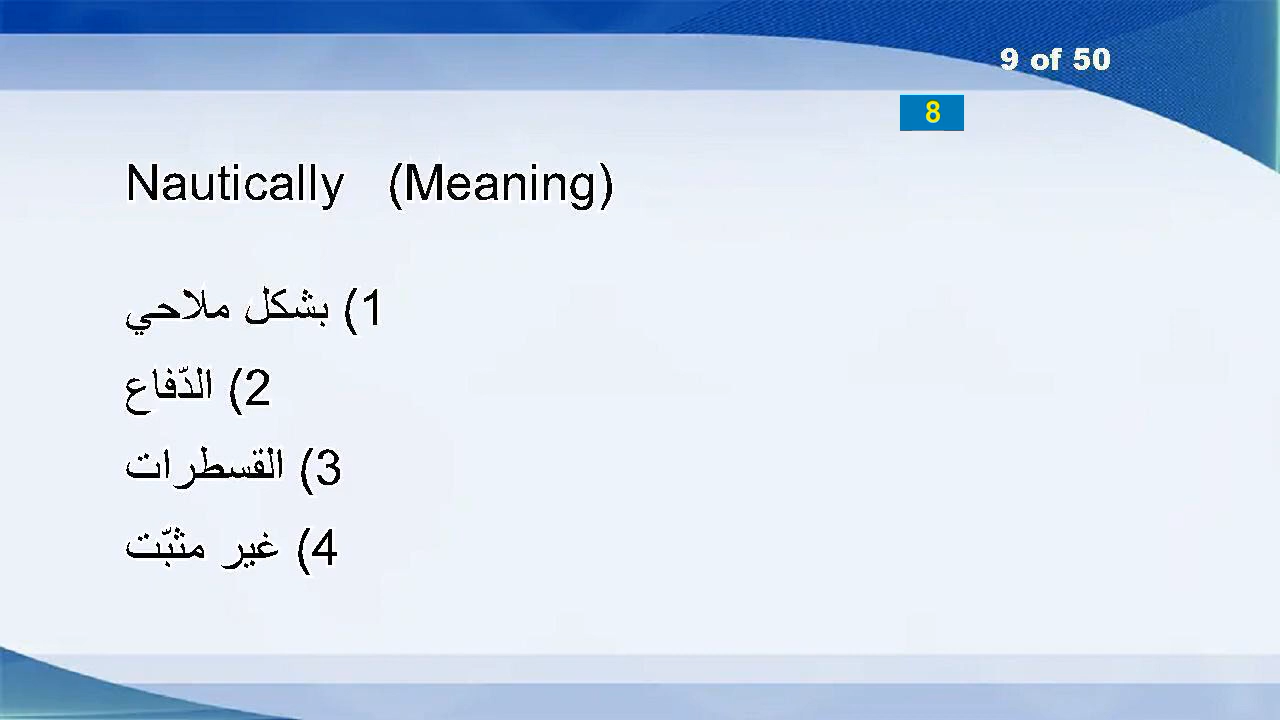 9 of 50
8
Nautically (Meaning)
1) بشكل ملاحي
2) الدّفاع
3) القسطرات
4) غير مثبّت